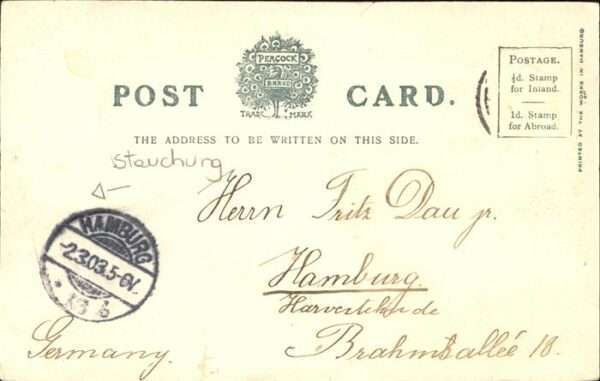 PEACOCK
BRAND
TRADE MARK
POST CARD.
THE ADDRESS TO BE WRITTEN ON THIS SIDE.
POSTAGE.
½d. Stamp
for Inland.
1d. Stamp
for Abroad.
PRINTED AT THE WORKS IN HAMBURG
Stauchung
HAMBURG
-2.3.03.5-6V.
Herrn Fritz Dau jr.
Hamburg.
Harvestehude
Brahmsallée 18.
Germany.